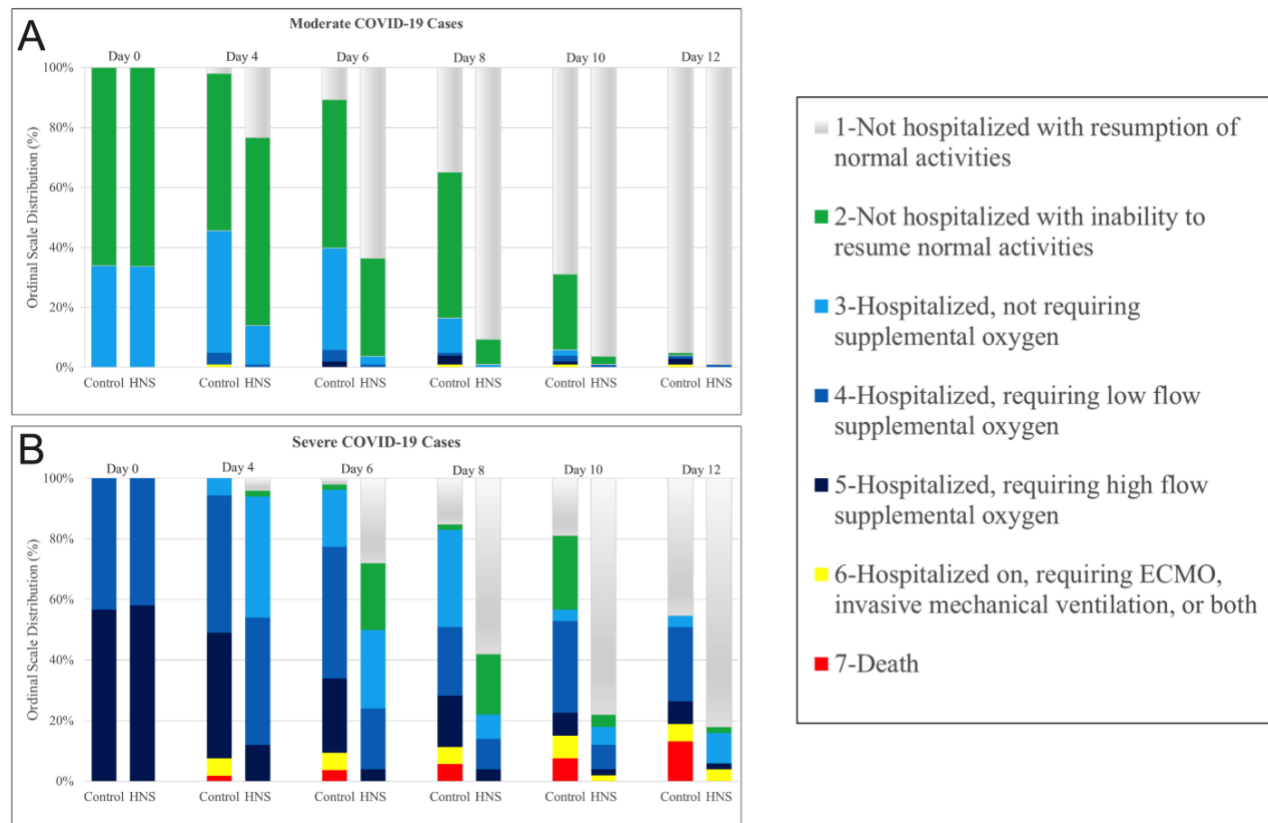 A
Moderate COVID-19 Cases
Day 0 Day 4 Day 6 Day 8 Day 10 Day 12
100%
80%
60%
40%
20%
0%
Ordinal Scale Distribution (%)
Control HNS Control HNS Control HNS Control HNS Control HNS Control HNS
B
Severe COVID-19 Cases
Day 0 Day 4 Day 6 Day 8 Day 10 Day 12
100%
80%
60%
40%
20%
0%
Ordinal Scale Distribution (%)
Control HNS Control HNS Control HNS Control HNS Control HNS Control HNS
1-Not hospitalized with resumption of
normal activities
2-Not hospitalized with inability to
resume normal activities
3-Hospitalized, not requiring
supplemental oxygen
4-Hospitalized, requiring low flow
supplemental oxygen
5-Hospitalized, requiring high flow
supplemental oxygen
6-Hospitalized on, requiring ECMO,
invasive mechanical ventilation, or both
7-Death